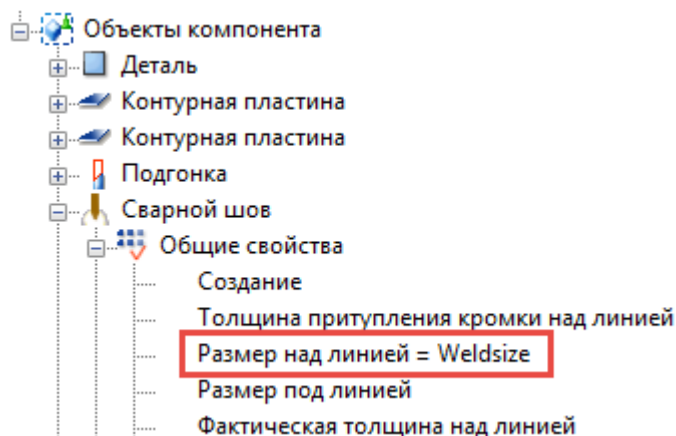 Объекты компонента
Деталь
Контурная пластина
Контурная пластина
Подгонка
Сварной шов
Общие свойства
Создание
Толщина притупления кромки над линией
Размер над линией = Weldsize
Размер под линией
Фактическая толщина над линией